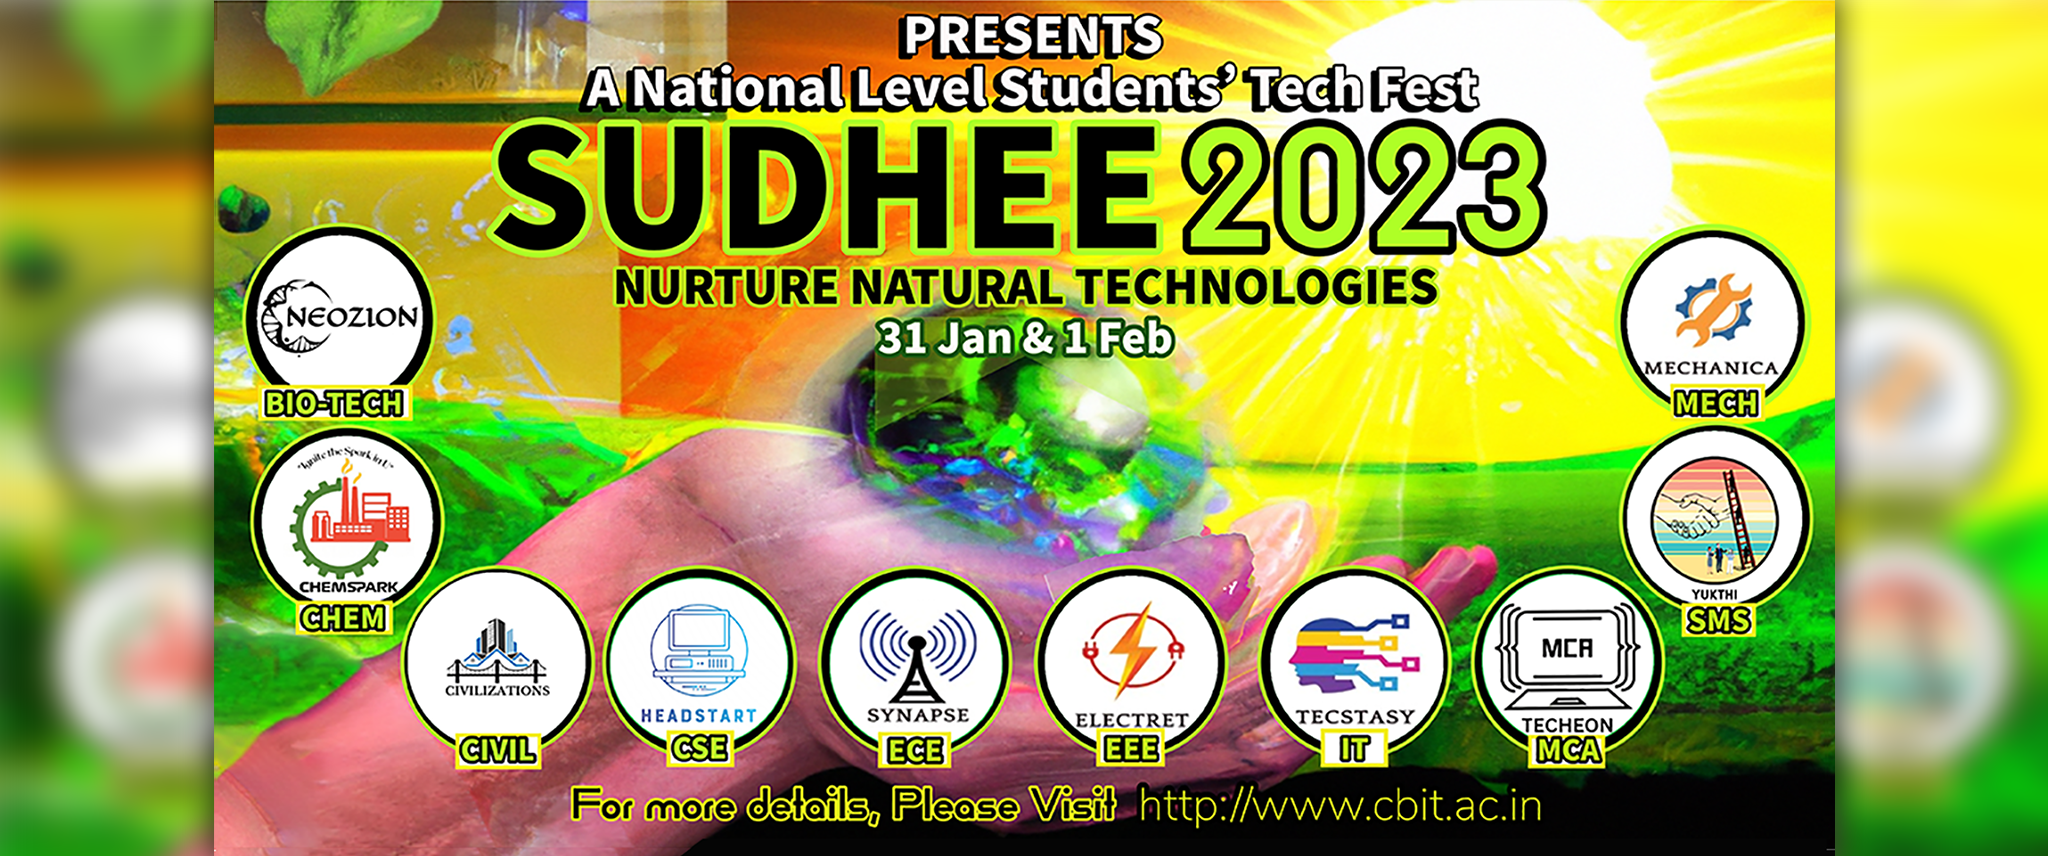 PRESENTS
A National Level Students' Tech Fest
SUDHEE 2023
NURTURE NATURAL TECHNOLOGIES
31 Jan & 1 Feb
NEOZION
BIO-TECH
MECHANICA
MECH
"Ignite the Spark in U"
CHEMSPARK
CHEM
YUKTHI
SMS
CIVILIZATIONS
CIVIL
HEADSTART
CSE
SYNAPSE
ECE
ELECTRET
EEE
TECSTASY
IT
MCA
TECHEON
MCA
For more details, Please Visit http://www.cbit.ac.in